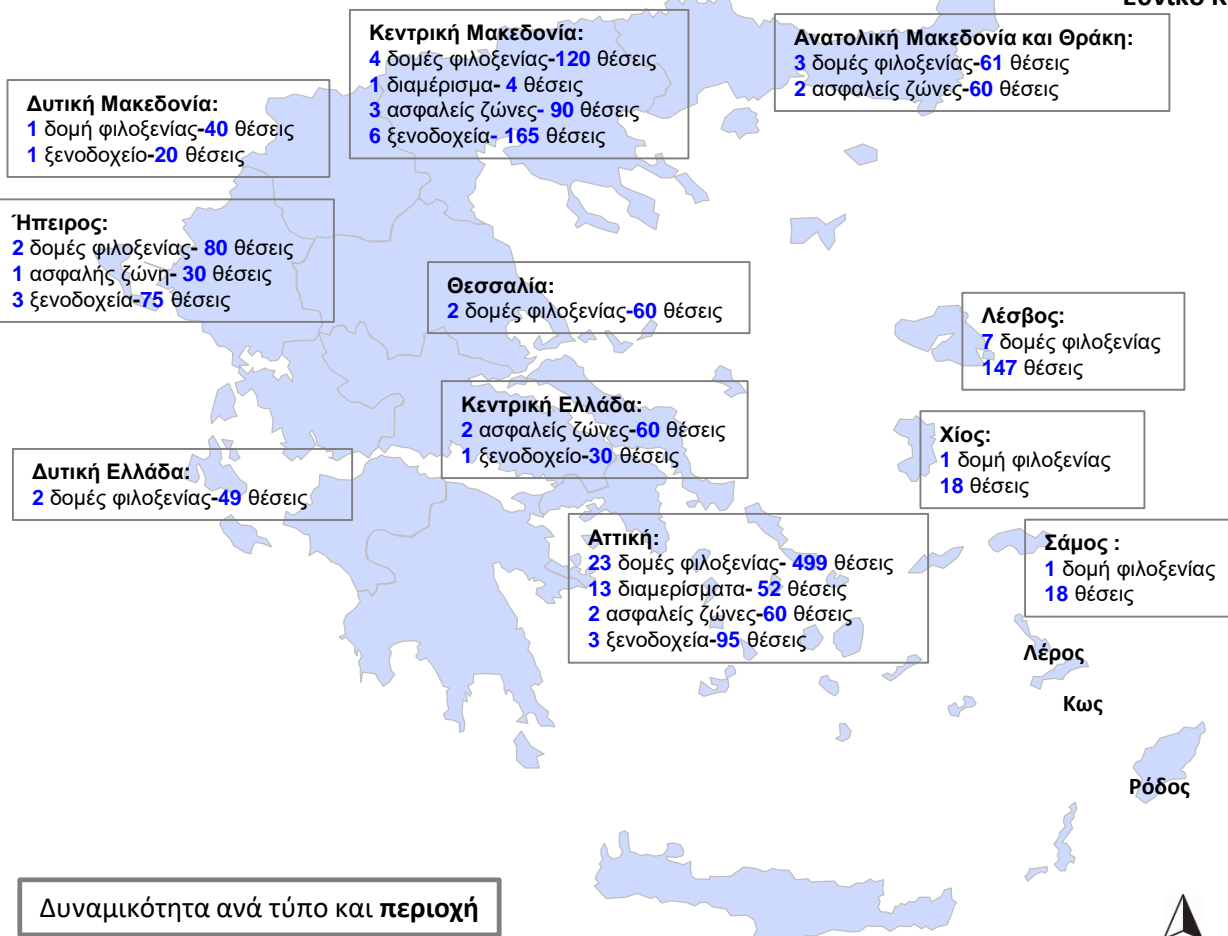 Κεντρική Μακεδονία:
4 δομές φιλοξενίας-120 θέσεις
1 διαμέρισμα- 4 θέσεις
3 ασφαλείς ζώνες- 90 θέσεις
6 ξενοδοχεία- 165 θέσεις
Ανατολική Μακεδονία και Θράκη:
3 δομές φιλοξενίας-61 θέσεις
2 ασφαλείς ζώνες-60 θέσεις
Δυτική Μακεδονία:
1 δομή φιλοξενίας-40 θέσεις
1 ξενοδοχείο-20 θέσεις
Ήπειρος:
2 δομές φιλοξενίας- 80 θέσεις
1 ασφαλής ζώνη- 30 θέσεις
3 ξενοδοχεία-75 θέσεις
Θεσσαλία:
2 δομές φιλοξενίας-60 θέσεις
Λέσβος:
7 δομές φιλοξενίας
147 θέσεις
Κεντρική Ελλάδα:
2 ασφαλείς ζώνες-60 θέσεις
1 ξενοδοχείο-30 θέσεις
Χίος:
1 δομή φιλοξενίας
18 θέσεις
Δυτική Ελλάδα:
2 δομές φιλοξενίας-49 θέσεις
Αττική:
23 δομές φιλοξενίας- 499 θέσεις
13 διαμερίσματα- 52 θέσεις
2 ασφαλείς ζώνες-60 θέσεις
3 ξενοδοχεία-95 θέσεις
Σάμος :
1 δομή φιλοξενίας
18 θέσεις
Λέρος
Κως
Ρόδος
Δυναμικότητα ανά τύπο και περιοχή